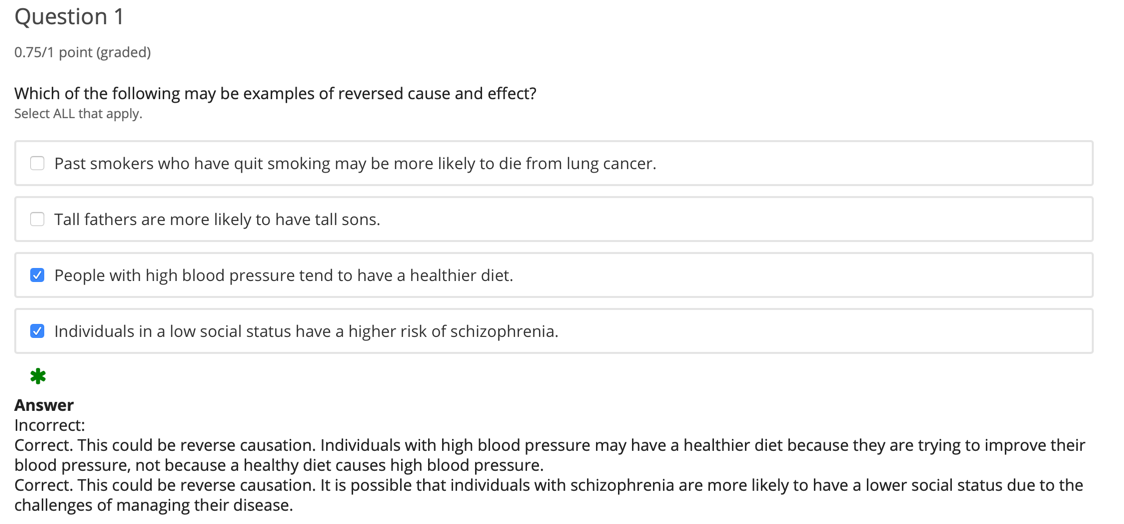 Question 1
0.75/1 point (graded)
Which of the following may be examples of reversed cause and effect?
Select ALL that apply.
Past smokers who have quit smoking may be more likely to die from lung cancer.
Tall fathers are more likely to have tall sons.
People with high blood pressure tend to have a healthier diet.
Individuals in a low social status have a higher risk of schizophrenia.
Answer
Incorrect:
Correct. This could be reverse causation. Individuals with high blood pressure may have a healthier diet because they are trying to improve their
blood pressure, not because a healthy diet causes high blood pressure.
Correct. This could be reverse causation. It is possible that individuals with schizophrenia are more likely to have a lower social status due to the
challenges of managing their disease.